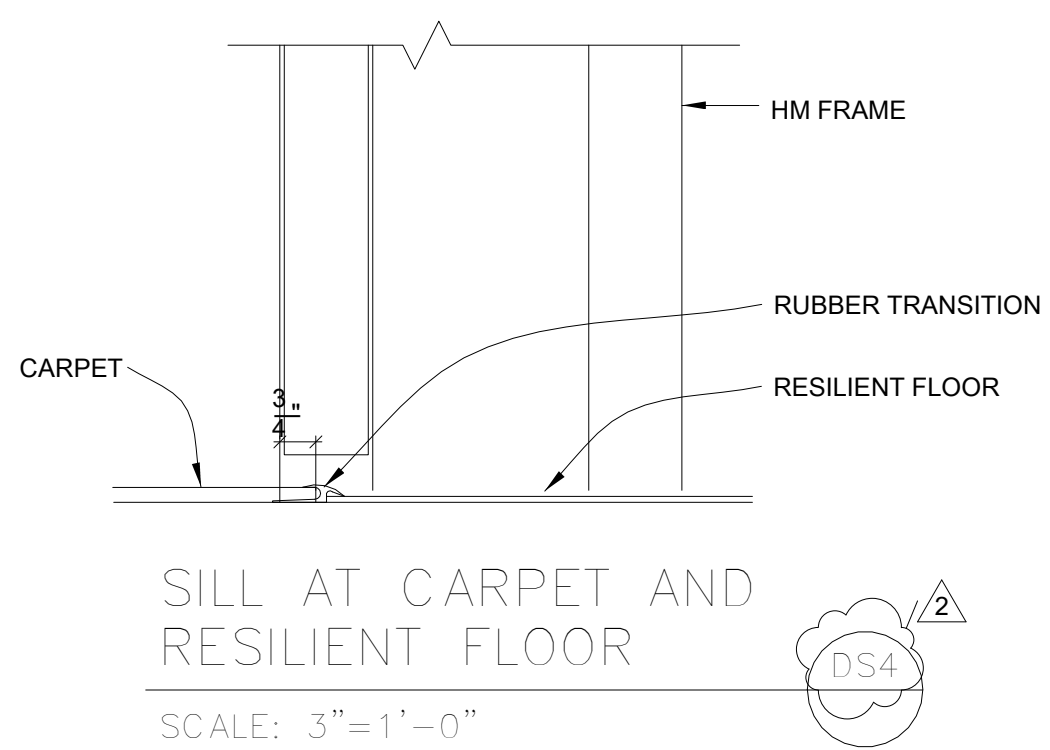 HM FRAME
RUBBER TRANSITION
CARPET
RESILIENT FLOOR
3/4"
SILL AT CARPET AND
RESILIENT FLOOR
2
DS4
SCALE: 3”=1’-0”